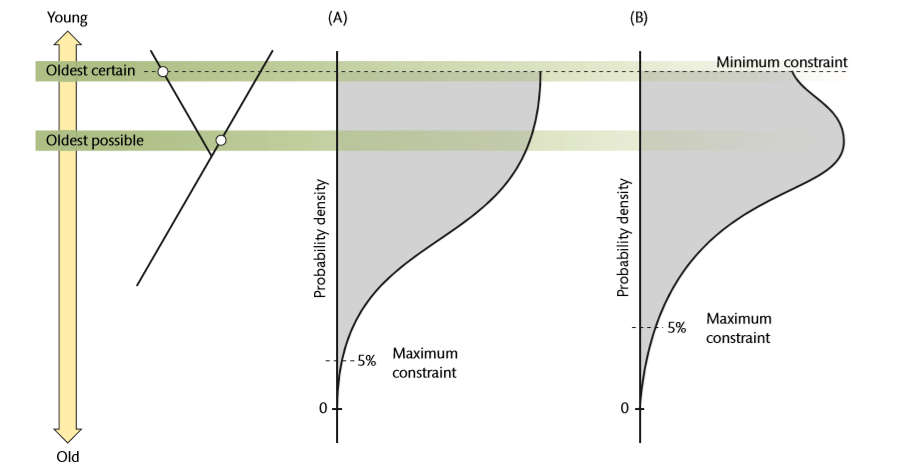 Young
(A)
(B)
Oldest certain
Minimum constraint
Oldest possible
Probability density
Probability density
5%
Maximum
constraint
5%
Maximum
constraint
0
0
Old